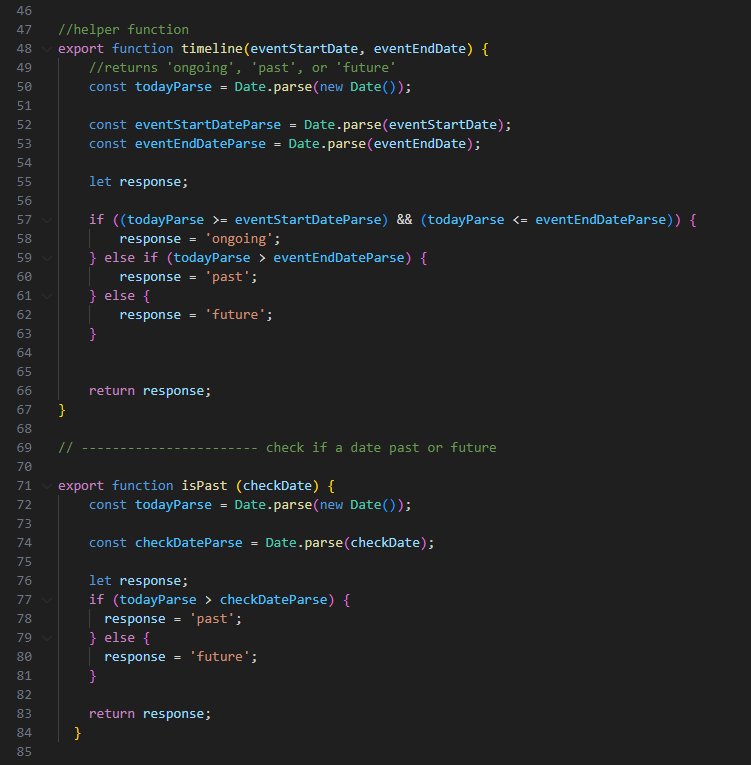 46
47 //helper function
48 export function timeline(eventStartDate, eventEndDate) {
49     //returns 'ongoing', 'past', or 'future'
50     const todayParse = Date.parse(new Date());
51
52     const eventStartDateParse = Date.parse(eventStartDate);
53     const eventEndDateParse = Date.parse(eventEndDate);
54
55     let response;
56
57     if ((todayParse >= eventStartDateParse) && (todayParse <= eventEndDateParse)) {
58         response = 'ongoing';
59     } else if (todayParse > eventEndDateParse) {
60         response = 'past';
61     } else {
62         response = 'future';
63     }
64
65
66     return response;
67 }
68
69 // ----------------------- check if a date past or future
70
71 export function isPast (checkDate) {
72     const todayParse = Date.parse(new Date());
73
74     const checkDateParse = Date.parse(checkDate);
75
76     let response;
77     if (todayParse > checkDateParse) {
78       response = 'past';
79     } else {
80       response = 'future';
81     }
82
83     return response;
84   }
85